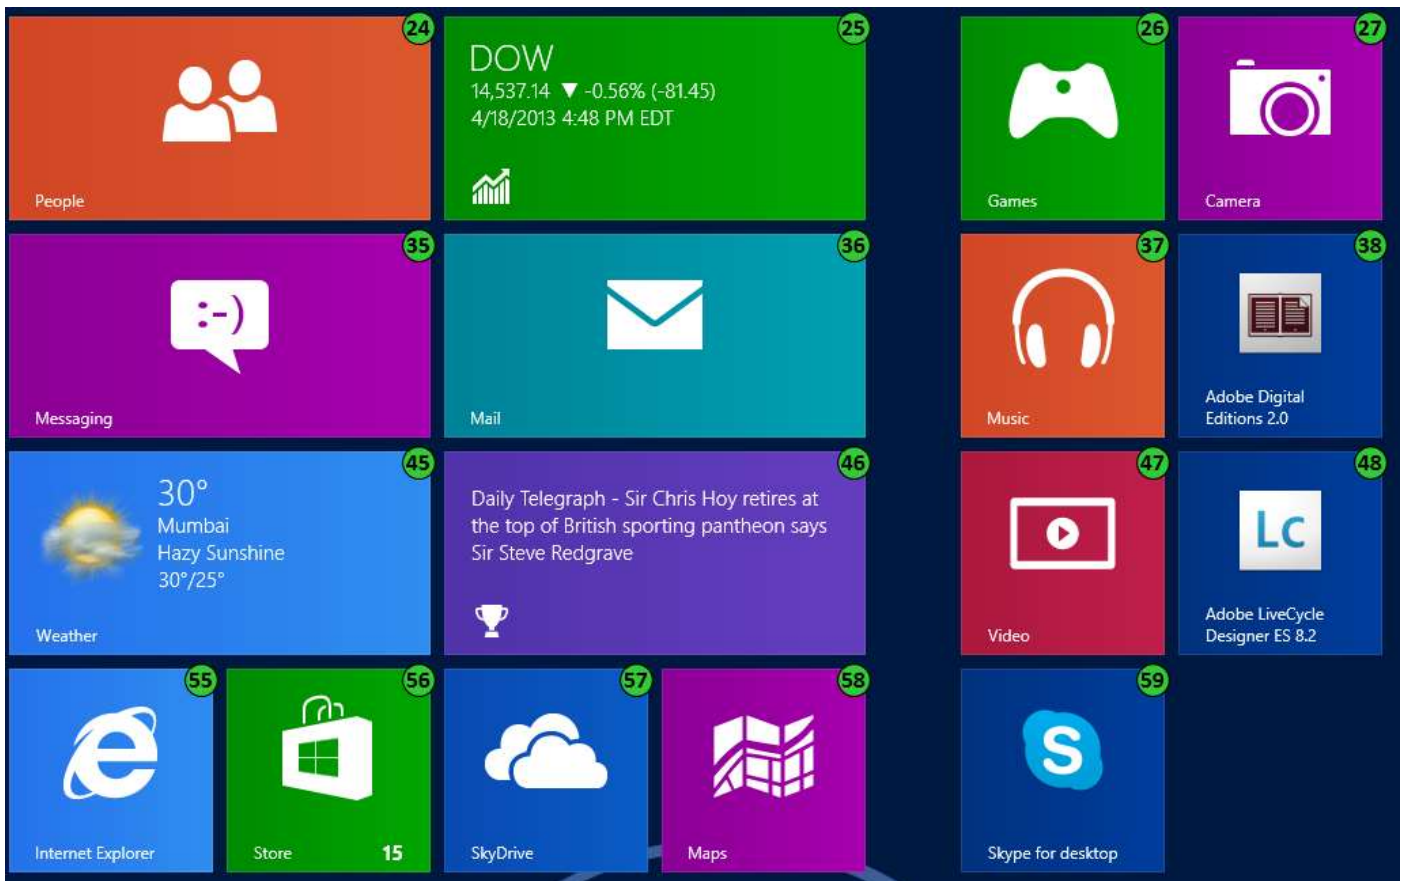 24
People
25
DOW
14,537.14 ▼ -0.56% (-81.45)
4/18/2013 4:48 PM EDT
26
Games
27
Camera
35
:-)
Messaging
36
Mail
37
Music
38
Adobe Digital
Editions 2.0
45
30°
Mumbai
Hazy Sunshine
30°/25°
Weather
46
Daily Telegraph - Sir Chris Hoy retires at
the top of British sporting pantheon says
Sir Steve Redgrave
47
Video
48
Lc
Adobe LiveCycle
Designer ES 8.2
55
Internet Explorer
56
Store 15
57
SkyDrive
58
Maps
59
S
Skype for desktop